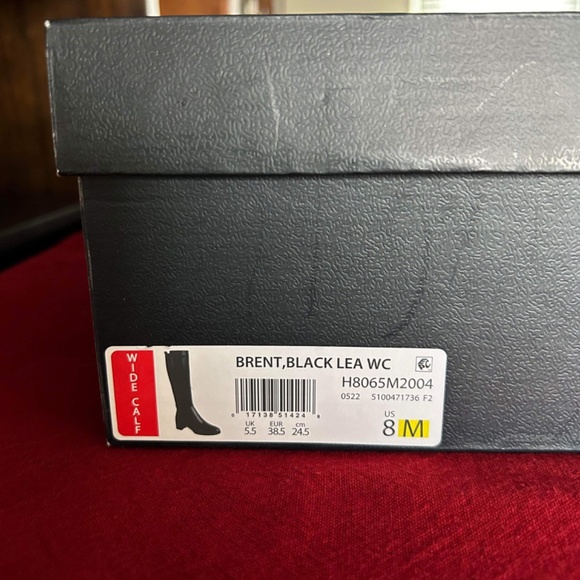 WIDE CALF
BRENT,BLACK LEA WC
H8065M2004
0522 5100471736 F2
0 17138 51424 8
UK EUR cm
5.5 38.5 24.5
US
8 M